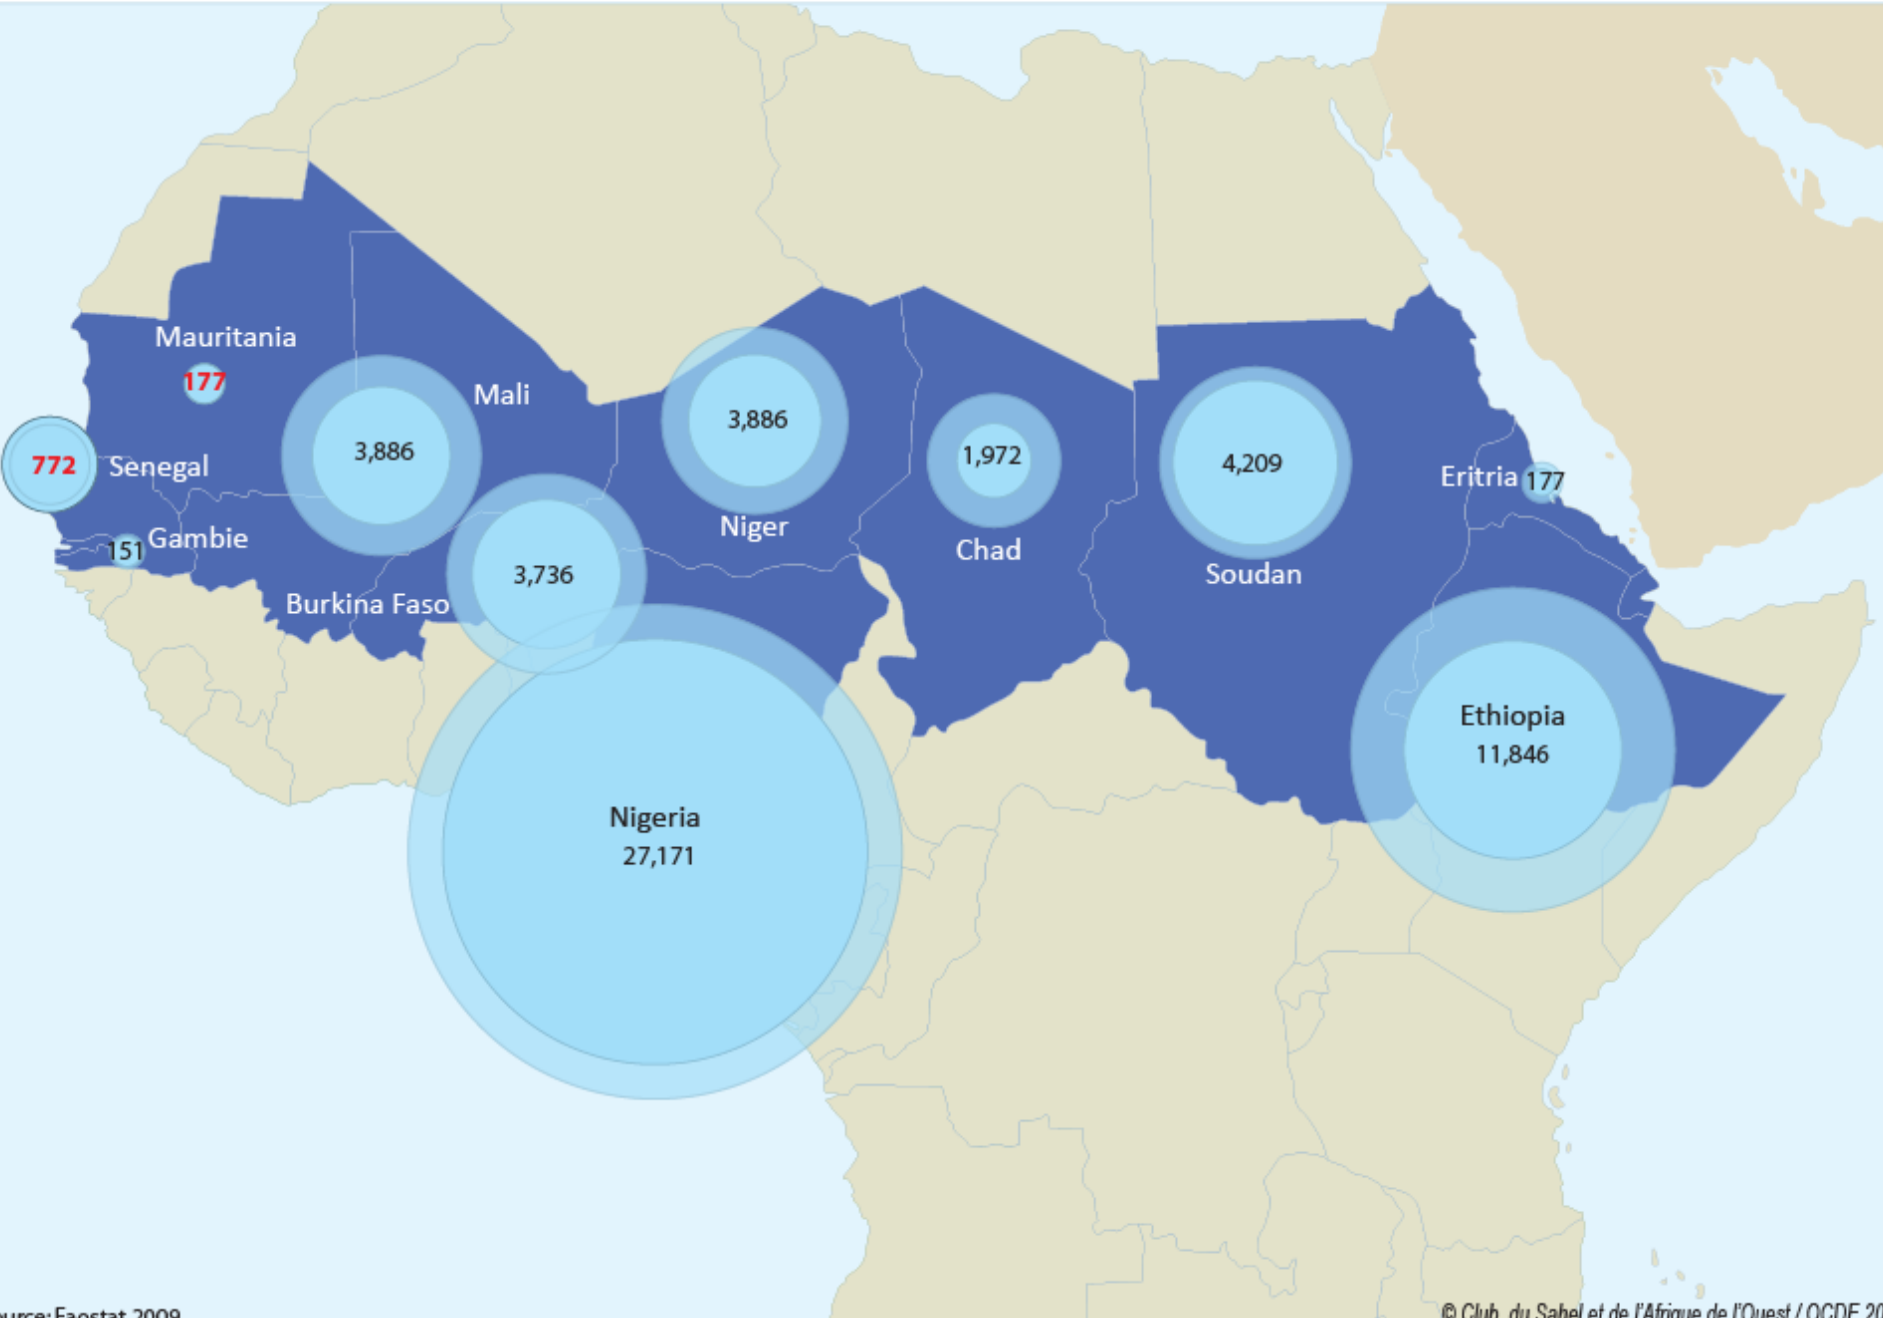 Mauritania
177
Mali
3,886
3,886
Niger
1,972
Chad
4,209
Soudan
Eritria 177
772 Senegal
Gambie
151
3,736
Burkina Faso
Ethiopia
11,846
Nigeria
27,171
Faostat 2009
© Club du Sahel et de l'Afrique de l'Ouest / OCDE